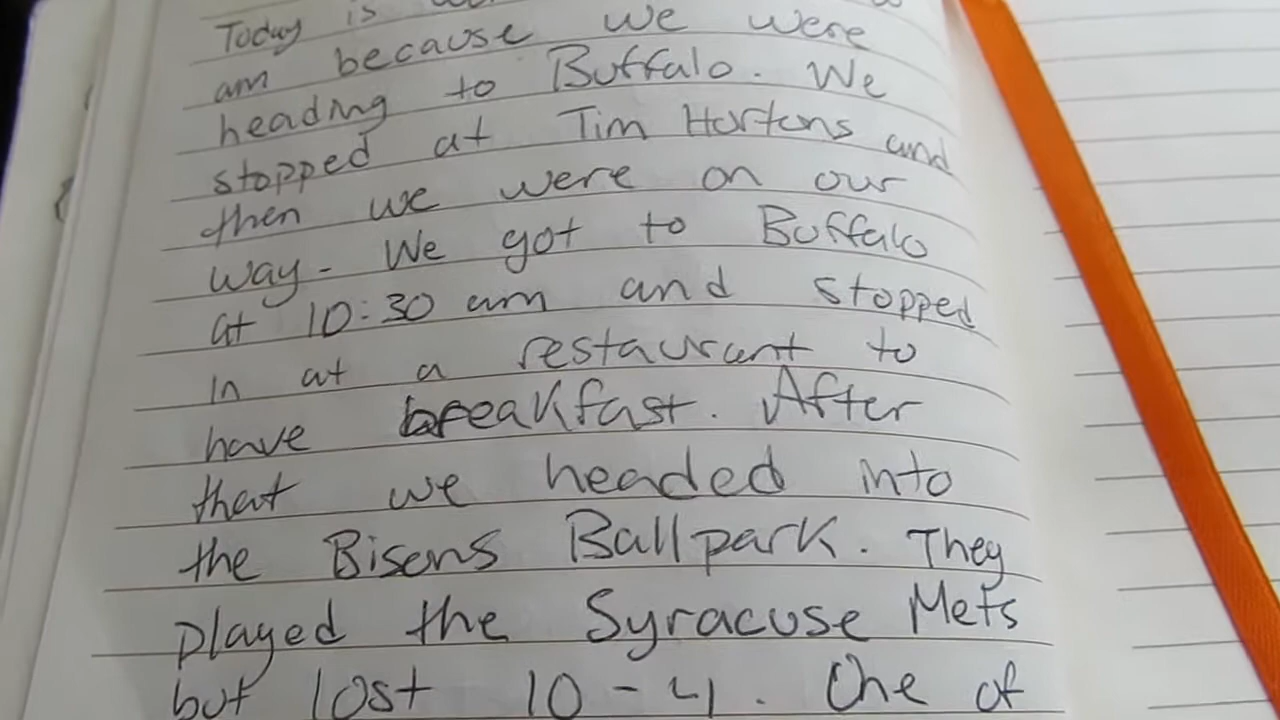 Today is
am because we were
heading to Buffalo. We
stopped at Tim Hortons and
then we were on our
way. We got to Buffalo
at 10:30 am and stopped
in at a restaurant to
have breakfast. After
that we headed into
the Bisons Ballpark. They
played the Syracuse Mets
but lost 10-4. One of